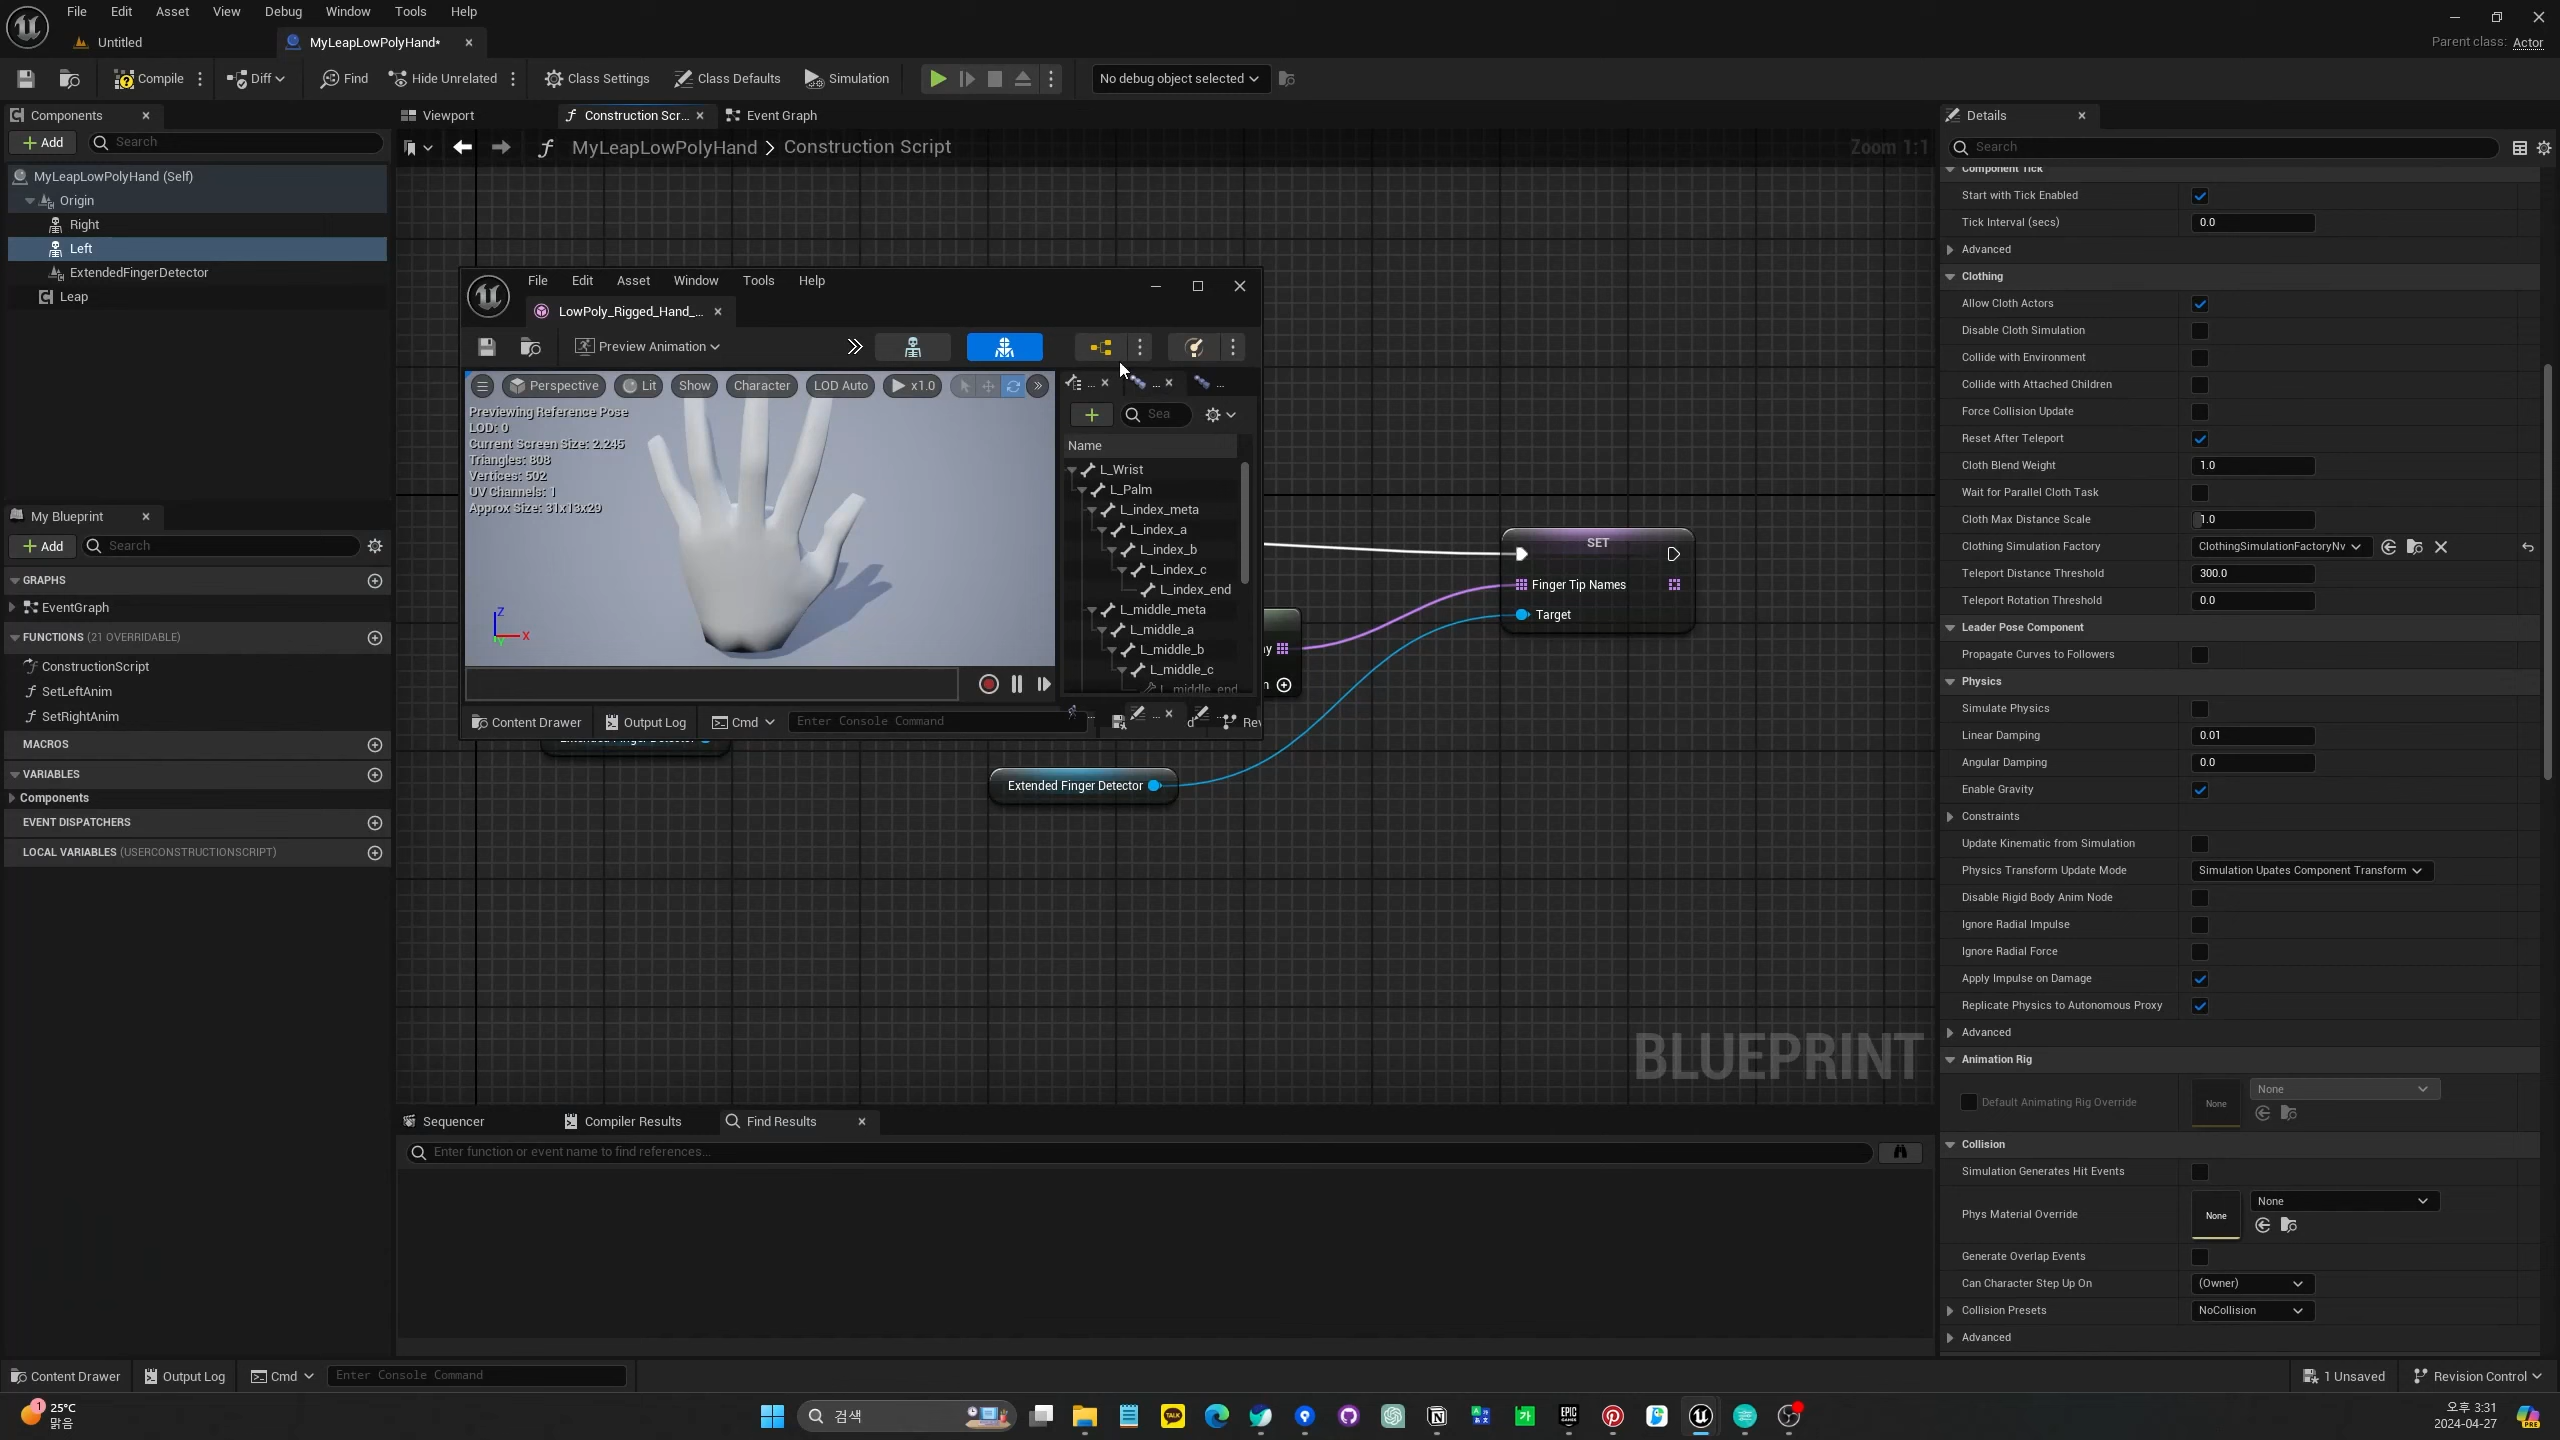 File Edit Asset View Debug Window Tools Help
Untitled
MyLeapLowPolyHand*
Parent class: Actor
Compile
Diff
Find
Hide Unrelated
Class Settings
Class Defaults
Simulation
No debug object selected
Components
Add
Search
MyLeapLowPolyHand (Self)
Origin
Right
Left
ExtendedFingerDetector
Leap
My Blueprint
Add
Search
GRAPHS
EventGraph
FUNCTIONS (21 OVERRIDABLE)
ConstructionScript
SetLeftAnim
SetRightAnim
MACROS
VARIABLES
Components
EVENT DISPATCHERS
LOCAL VARIABLES (USERCONSTRUCTIONSCRIPT)
Viewport
Construction Scr...
Event Graph
MyLeapLowPolyHand > Construction Script
Zoom 1:1
File Edit Asset Window Tools Help
LowPoly_Rigged_Hand_...
Preview Animation
Perspective
Lit
Show
Character
LOD Auto
x1.0
Previewing Reference Pose
LOD: 0
Current Screen Size: 2.245
Triangles: 808
Vertices: 502
UV Channels: 1
Approx Size: 31x13x29
Z
X
Sea
Name
L_Wrist
L_Palm
L_index_meta
L_index_a
L_index_b
L_index_c
L_index_end
L_middle_meta
L_middle_a
L_middle_b
L_middle_c
L_middle_end
Content Drawer
Output Log
Cmd
Enter Console Command
Rev
SET
Finger Tip Names
Target
Extended Finger Detector
Extended Finger Detector
BLUEPRINT
Sequencer
Compiler Results
Find Results
Enter function or event name to find references...
Details
Search
Component Tick
Start with Tick Enabled
Tick Interval (secs) 0.0
Advanced
Clothing
Allow Cloth Actors
Disable Cloth Simulation
Collide with Environment
Collide with Attached Children
Force Collision Update
Reset After Teleport
Cloth Blend Weight 1.0
Wait for Parallel Cloth Task
Cloth Max Distance Scale 1.0
Clothing Simulation Factory ClothingSimulationFactoryNv
Teleport Distance Threshold 300.0
Teleport Rotation Threshold 0.0
Leader Pose Component
Propagate Curves to Followers
Physics
Simulate Physics
Linear Damping 0.01
Angular Damping 0.0
Enable Gravity
Constraints
Update Kinematic from Simulation
Physics Transform Update Mode Simulation Upates Component Transform
Disable Rigid Body Anim Node
Ignore Radial Impulse
Ignore Radial Force
Apply Impulse on Damage
Replicate Physics to Autonomous Proxy
Advanced
Animation Rig
Default Animating Rig Override None None
Collision
Simulation Generates Hit Events
Phys Material Override None None
Generate Overlap Events
Can Character Step Up On (Owner)
Collision Presets NoCollision
Advanced
Content Drawer
Output Log
Cmd
Enter Console Command
1 Unsaved
Revision Control
1
25°C
맑음
검색
TALK
EPIC GAMES
오후 3:31
2024-04-27
PRE